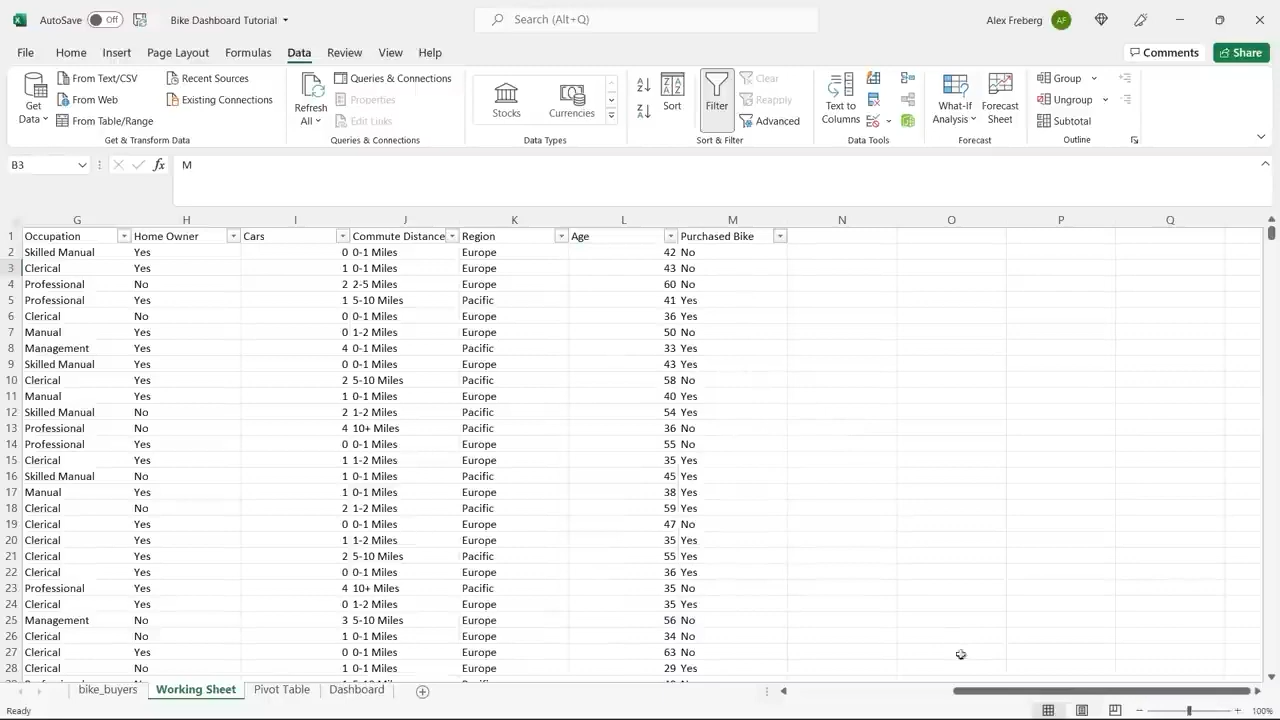 AutoSave Off Bike Dashboard Tutorial Search (Alt+Q) Alex Freberg AF
File Home Insert Page Layout Formulas Data Review View Help Comments Share
Get Data
From Text/CSV
From Web
From Table/Range
Recent Sources
Existing Connections
Get & Transform Data
Refresh All
Queries & Connections
Properties
Edit Links
Queries & Connections
Stocks
Currencies
Data Types
Sort
Filter
Clear
Reapply
Advanced
Sort & Filter
Text to Columns
Data Tools
What-If Analysis
Forecast Sheet
Forecast
Group
Ungroup
Subtotal
Outline
B3 fx M
G H I J K L M N O P Q
1 Occupation Home Owner Cars Commute Distance Region Age Purchased Bike
2 Skilled Manual Yes 0 0-1 Miles Europe 42 No
3 Clerical Yes 1 0-1 Miles Europe 43 No
4 Professional No 2 2-5 Miles Europe 60 No
5 Professional Yes 1 5-10 Miles Pacific 41 Yes
6 Clerical No 0 0-1 Miles Europe 36 Yes
7 Manual Yes 0 1-2 Miles Europe 50 No
8 Management Yes 4 0-1 Miles Pacific 33 Yes
9 Skilled Manual Yes 0 0-1 Miles Europe 43 Yes
10 Clerical Yes 2 5-10 Miles Pacific 58 No
11 Manual Yes 1 0-1 Miles Europe 40 Yes
12 Skilled Manual No 2 1-2 Miles Pacific 54 Yes
13 Professional No 4 10+ Miles Pacific 36 No
14 Professional Yes 0 0-1 Miles Europe 55 No
15 Clerical Yes 1 1-2 Miles Europe 35 Yes
16 Skilled Manual No 1 0-1 Miles Pacific 45 Yes
17 Manual Yes 1 0-1 Miles Europe 38 Yes
18 Clerical No 2 1-2 Miles Pacific 59 Yes
19 Clerical Yes 0 0-1 Miles Europe 47 No
20 Clerical Yes 1 1-2 Miles Europe 35 Yes
21 Clerical Yes 2 5-10 Miles Pacific 55 Yes
22 Clerical Yes 0 0-1 Miles Europe 36 Yes
23 Professional Yes 4 10+ Miles Pacific 35 No
24 Clerical Yes 0 1-2 Miles Europe 35 Yes
25 Management No 3 5-10 Miles Europe 56 No
26 Clerical No 1 0-1 Miles Europe 34 No
27 Clerical Yes 0 0-1 Miles Europe 63 No
28 Clerical No 1 0-1 Miles Europe 29 Yes
bike_buyers Working Sheet Pivot Table Dashboard
Ready 100%